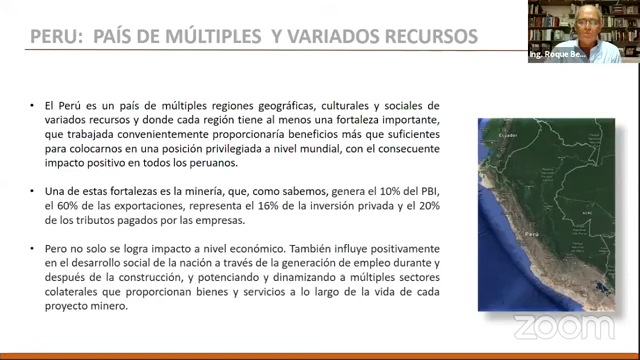 PERU: PAÍS DE MÚLTIPLES Y VARIADOS RECURSOS
Ing. Roque Be...
• El Perú es un país de múltiples regiones geográficas, culturales y sociales de
variados recursos y donde cada región tiene al menos una fortaleza importante,
que trabajada convenientemente proporcionaría beneficios más que suficientes
para colocarnos en una posición privilegiada a nivel mundial, con el consecuente
impacto positivo en todos los peruanos.
• Una de estas fortalezas es la minería, que, como sabemos, genera el 10% del PBI,
el 60% de las exportaciones, representa el 16% de la inversión privada y el 20%
de los tributos pagados por las empresas.
• Pero no solo se logra impacto a nivel económico. También influye positivamente
en el desarrollo social de la nación a través de la generación de empleo durante y
después de la construcción, y potenciando y dinamizando a múltiples sectores
colaterales que proporcionan bienes y servicios a lo largo de la vida de cada
proyecto minero.
Ecuador
Perú
zoom